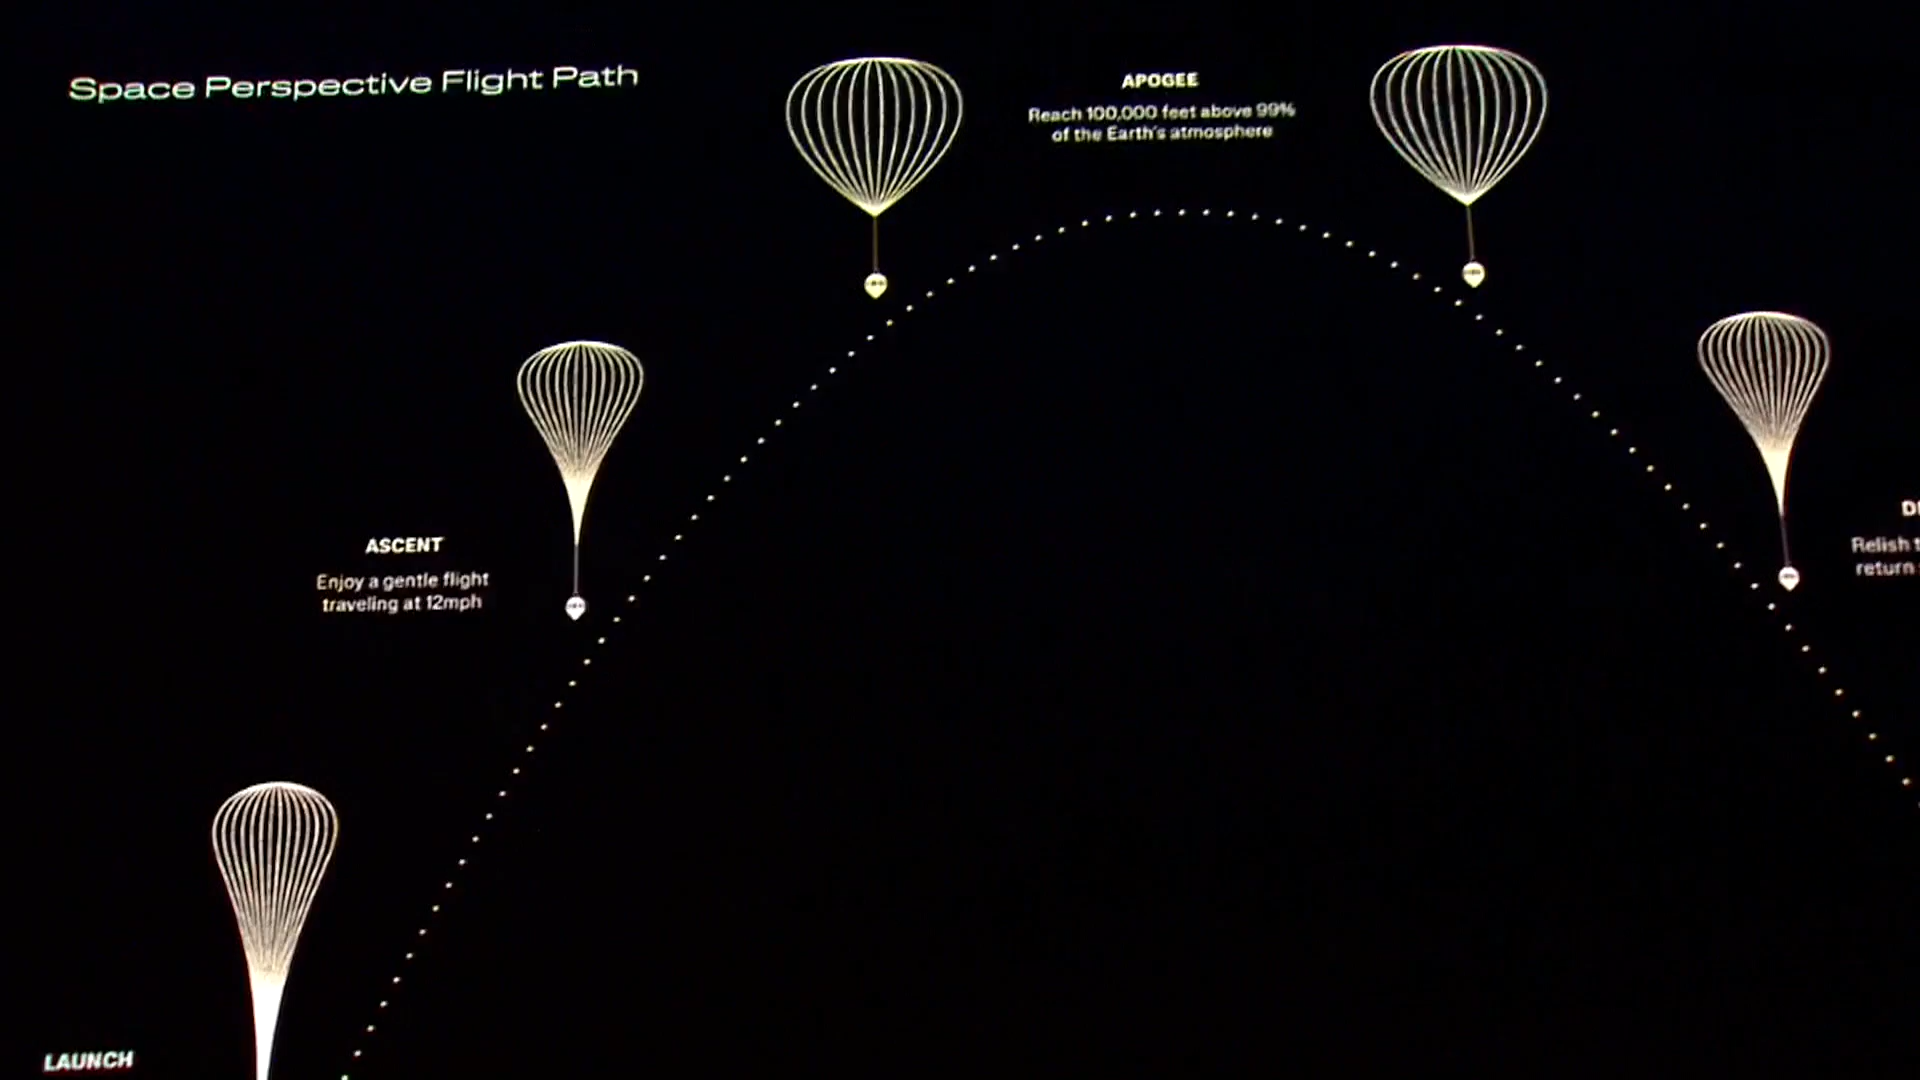 Space Perspective Flight Path
APOGEE
Reach 100,000 feet above 99%
of the Earth's atmosphere
ASCENT
Enjoy a gentle flight
traveling at 12mph
Relish
return
LAUNCH